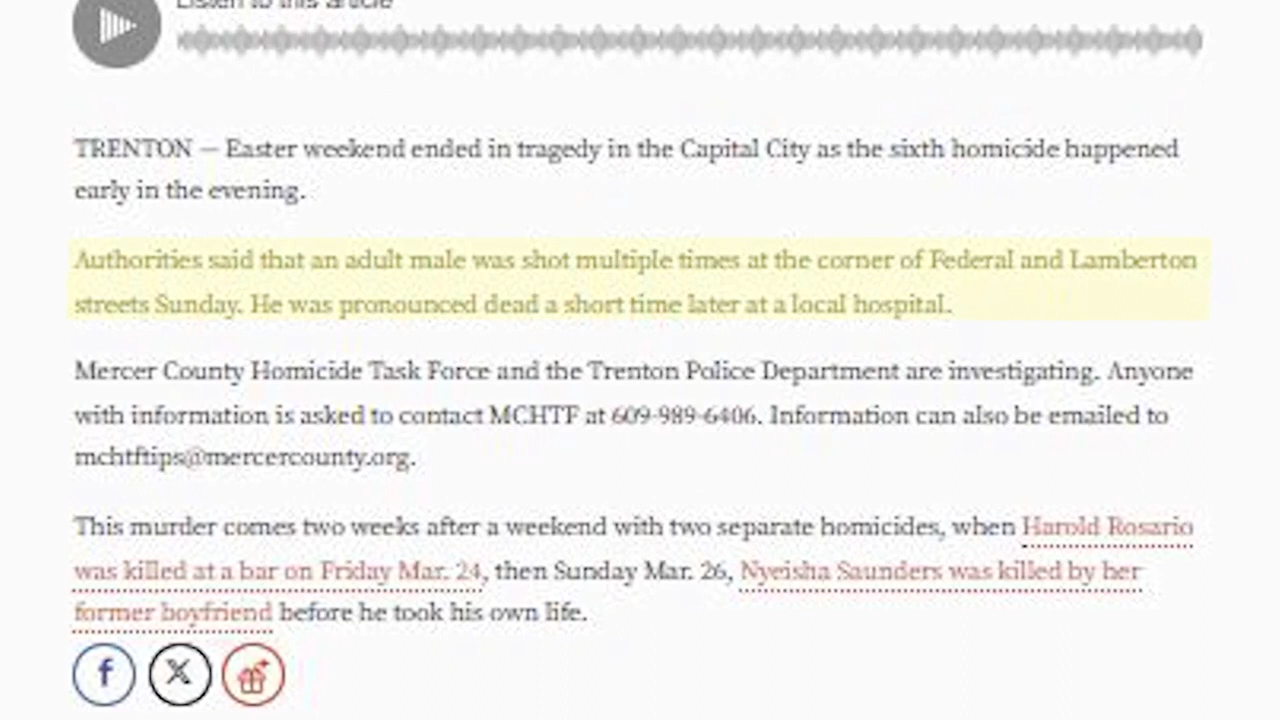 Listen to this article
TRENTON — Easter weekend ended in tragedy in the Capital City as the sixth homicide happened
early in the evening.
Authorities said that an adult male was shot multiple times at the corner of Federal and Lamberton
streets Sunday. He was pronounced dead a short time later at a local hospital.
Mercer County Homicide Task Force and the Trenton Police Department are investigating. Anyone
with information is asked to contact MCHTF at 609-989-6406. Information can also be emailed to
mchtftips@mercercounty.org.
This murder comes two weeks after a weekend with two separate homicides, when Harold Rosario
was killed at a bar on Friday Mar. 24, then Sunday Mar. 26, Nyeisha Saunders was killed by her
former boyfriend before he took his own life.